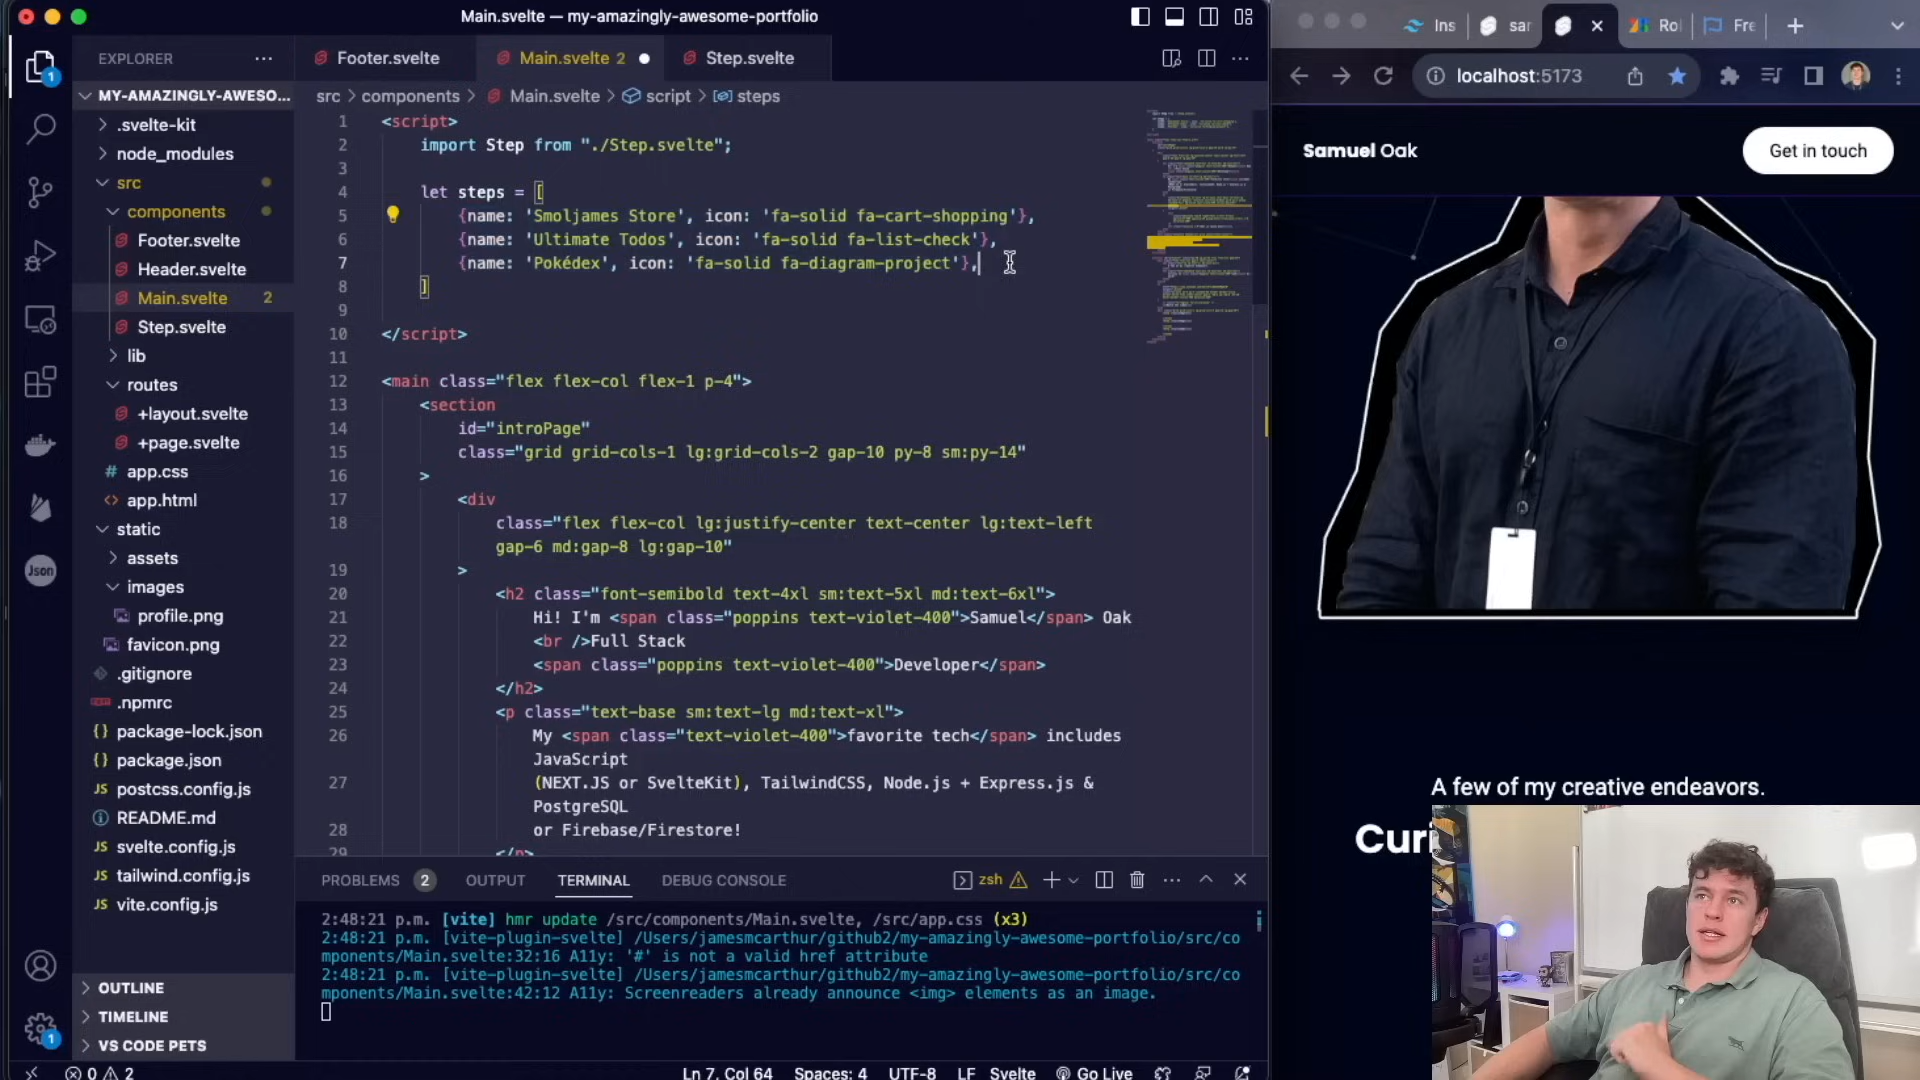 Main.svelte — my-amazingly-awesome-portfolio
EXPLORER
MY-AMAZINGLY-AWESO...
.svelte-kit
node_modules
src
components
Footer.svelte
Header.svelte
Main.svelte 2
Step.svelte
lib
routes
+layout.svelte
+page.svelte
app.css
app.html
static
assets
images
profile.png
favicon.png
.gitignore
.npmrc
package-lock.json
package.json
postcss.config.js
README.md
svelte.config.js
tailwind.config.js
vite.config.js
OUTLINE
TIMELINE
VS CODE PETS
Footer.svelte
Main.svelte 2
Step.svelte
src > components > Main.svelte > script > steps
1 <script>
2 import Step from "./Step.svelte";
3
4 let steps = [
5 {name: 'Smoljames Store', icon: 'fa-solid fa-cart-shopping'},
6 {name: 'Ultimate Todos', icon: 'fa-solid fa-list-check'},
7 {name: 'Pokédex', icon: 'fa-solid fa-diagram-project'},
8 ]
9
10 </script>
11
12 <main class="flex flex-col flex-1 p-4">
13 <section
14 id="introPage"
15 class="grid grid-cols-1 lg:grid-cols-2 gap-10 py-8 sm:py-14"
16 >
17 <div
18 class="flex flex-col lg:justify-center text-center lg:text-left
gap-6 md:gap-8 lg:gap-10"
19 >
20 <h2 class="font-semibold text-4xl sm:text-5xl md:text-6xl">
21 Hi! I'm <span class="poppins text-violet-400">Samuel</span> Oak
22 <br />Full Stack
23 <span class="poppins text-violet-400">Developer</span>
24 </h2>
25 <p class="text-base sm:text-lg md:text-xl">
26 My <span class="text-violet-400">favorite tech</span> includes
JavaScript
27 (NEXT.JS or SvelteKit), TailwindCSS, Node.js + Express.js &
PostgreSQL
28 or Firebase/Firestore!
29 </p>
PROBLEMS 2 OUTPUT TERMINAL DEBUG CONSOLE
zsh
2:48:21 p.m. [vite] hmr update /src/components/Main.svelte, /src/app.css (x3)
2:48:21 p.m. [vite-plugin-svelte] /Users/jamesmcarthur/github2/my-amazingly-awesome-portfolio/src/co
mponents/Main.svelte:32:16 A11y: '#' is not a valid href attribute
2:48:21 p.m. [vite-plugin-svelte] /Users/jamesmcarthur/github2/my-amazingly-awesome-portfolio/src/co
mponents/Main.svelte:42:12 A11y: Screenreaders already announce <img> elements as an image.
0 2
Ln 7, Col 64 Spaces: 4 UTF-8 LF Svelte Go Live
1
1
Json
Ins
sar
Rol
Fre
localhost:5173
Samuel Oak
Get in touch
A few of my creative endeavors.
Curi